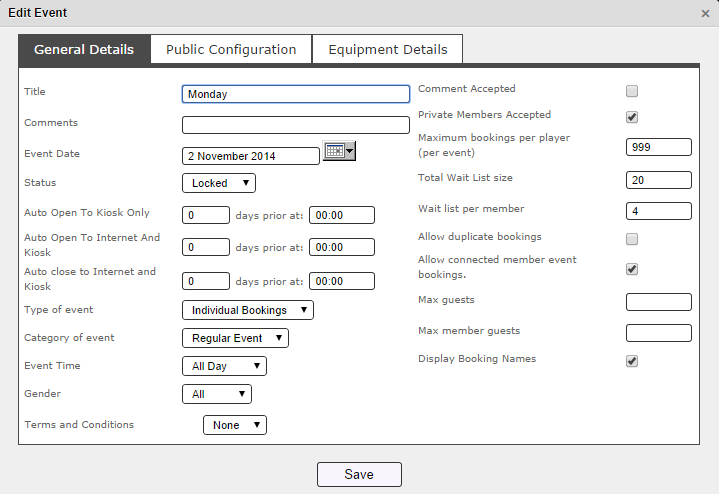 Edit Event
×
General Details
Public Configuration
Equipment Details
Title
Monday
Comments
Event Date
2 November 2014
Status
Locked
Auto Open To Kiosk Only
0
days prior at:
00:00
Auto Open To Internet And
Kiosk
0
days prior at:
00:00
Auto close to Internet and
Kiosk
0
days prior at:
00:00
Type of event
Individual Bookings
Category of event
Regular Event
Event Time
All Day
Gender
All
Terms and Conditions
None
Comment Accepted
Private Members Accepted
Maximum bookings per player
(per event)
999
Total Wait List size
20
Wait list per member
4
Allow duplicate bookings
Allow connected member event
bookings.
Max guests
Max member guests
Display Booking Names
Save